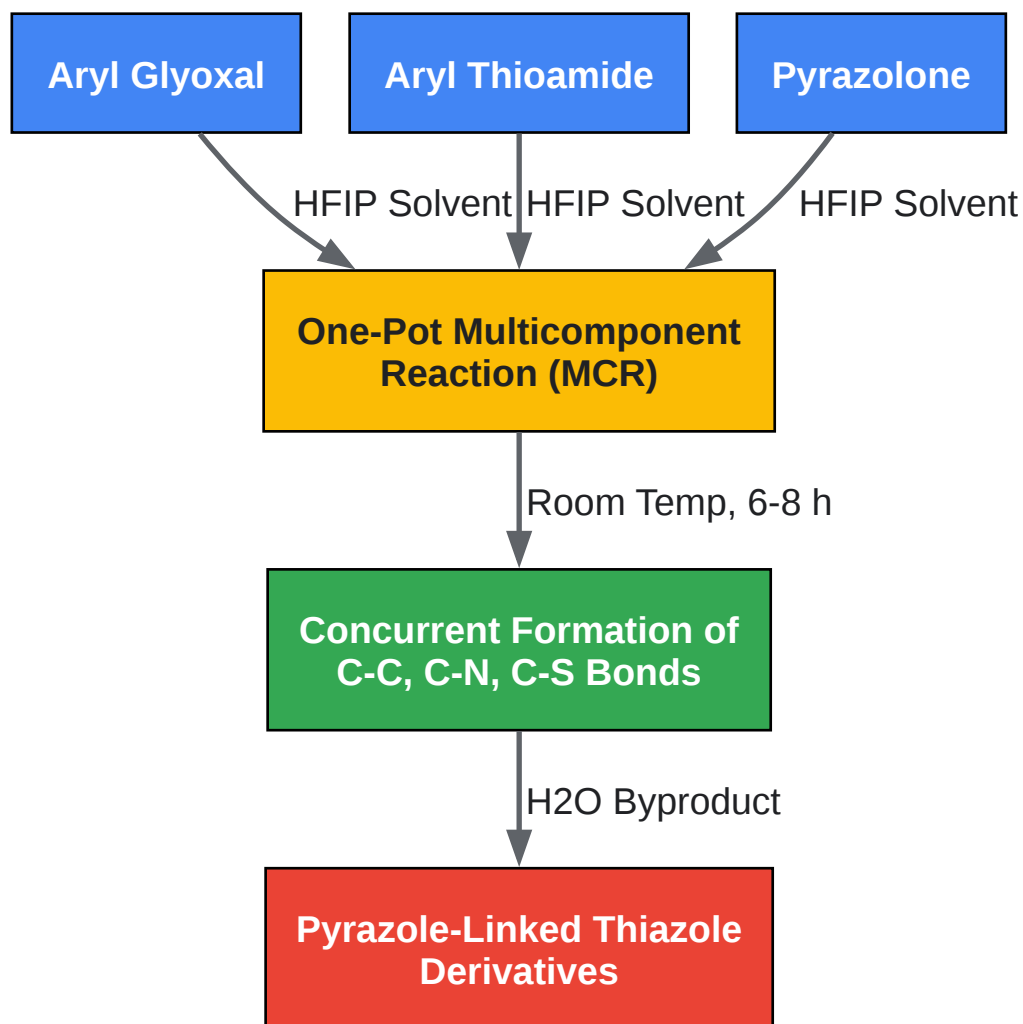 Aryl Glyoxal
Aryl Thioamide
Pyrazolone
HFIP Solvent
HFIP Solvent
HFIP Solvent
One-Pot Multicomponent
Reaction (MCR)
Room Temp, 6-8 h
Concurrent Formation of
C-C, C-N, C-S Bonds
H2O Byproduct
Pyrazole-Linked Thiazole
Derivatives